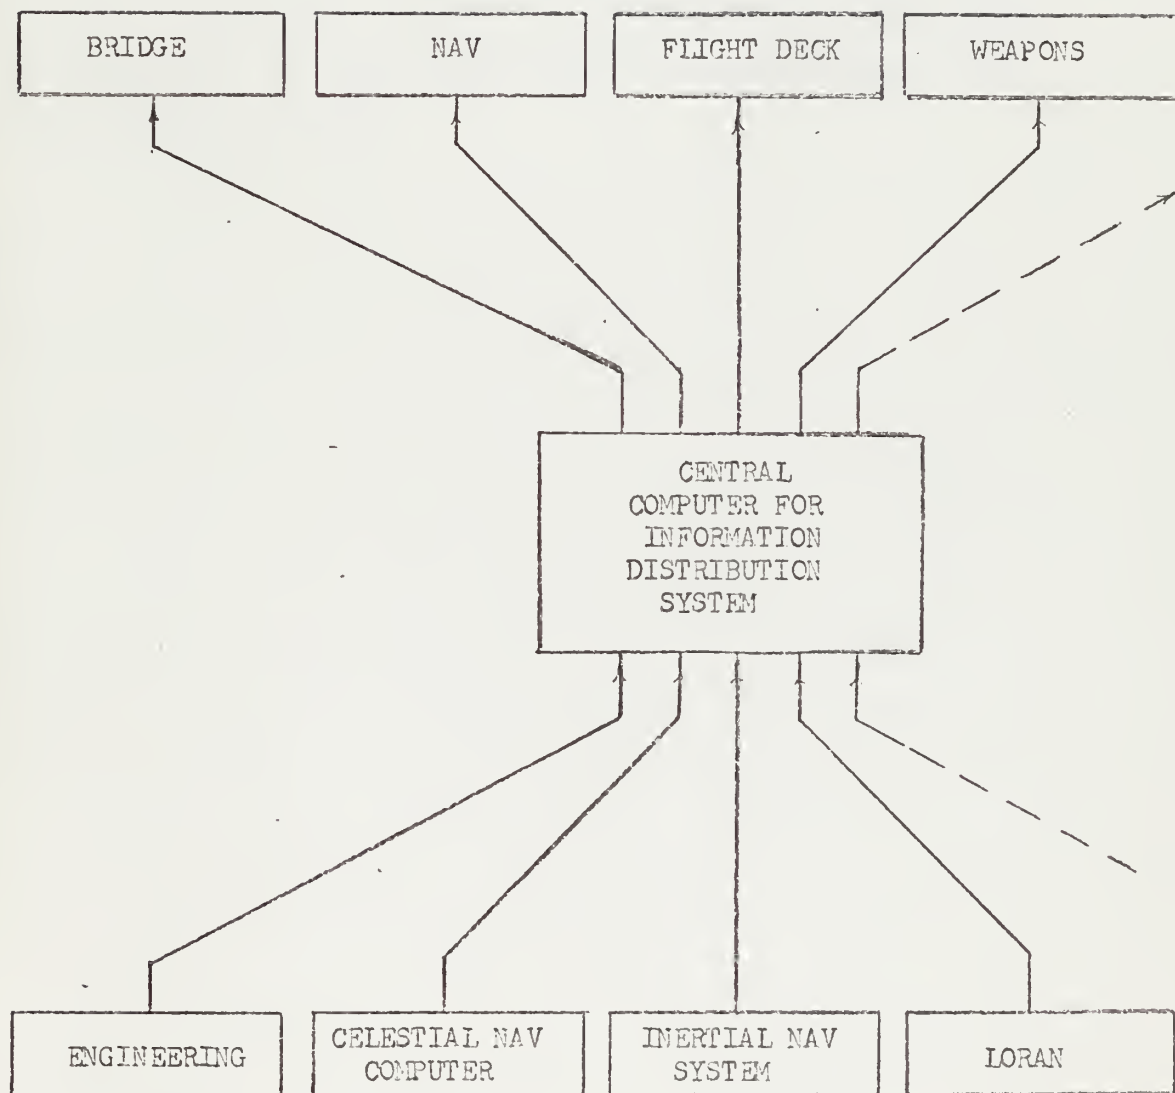 BRIDGE
NAV
FLIGHT DECK
WEAPONS
CENTRAL
COMPUTER FOR
INFORMATION
DISTRIBUTION
SYSTEM
ENGINEERING
CELESTIAL NAV
COMPUTER
INERTIAL NAV
SYSTEM
LORAN